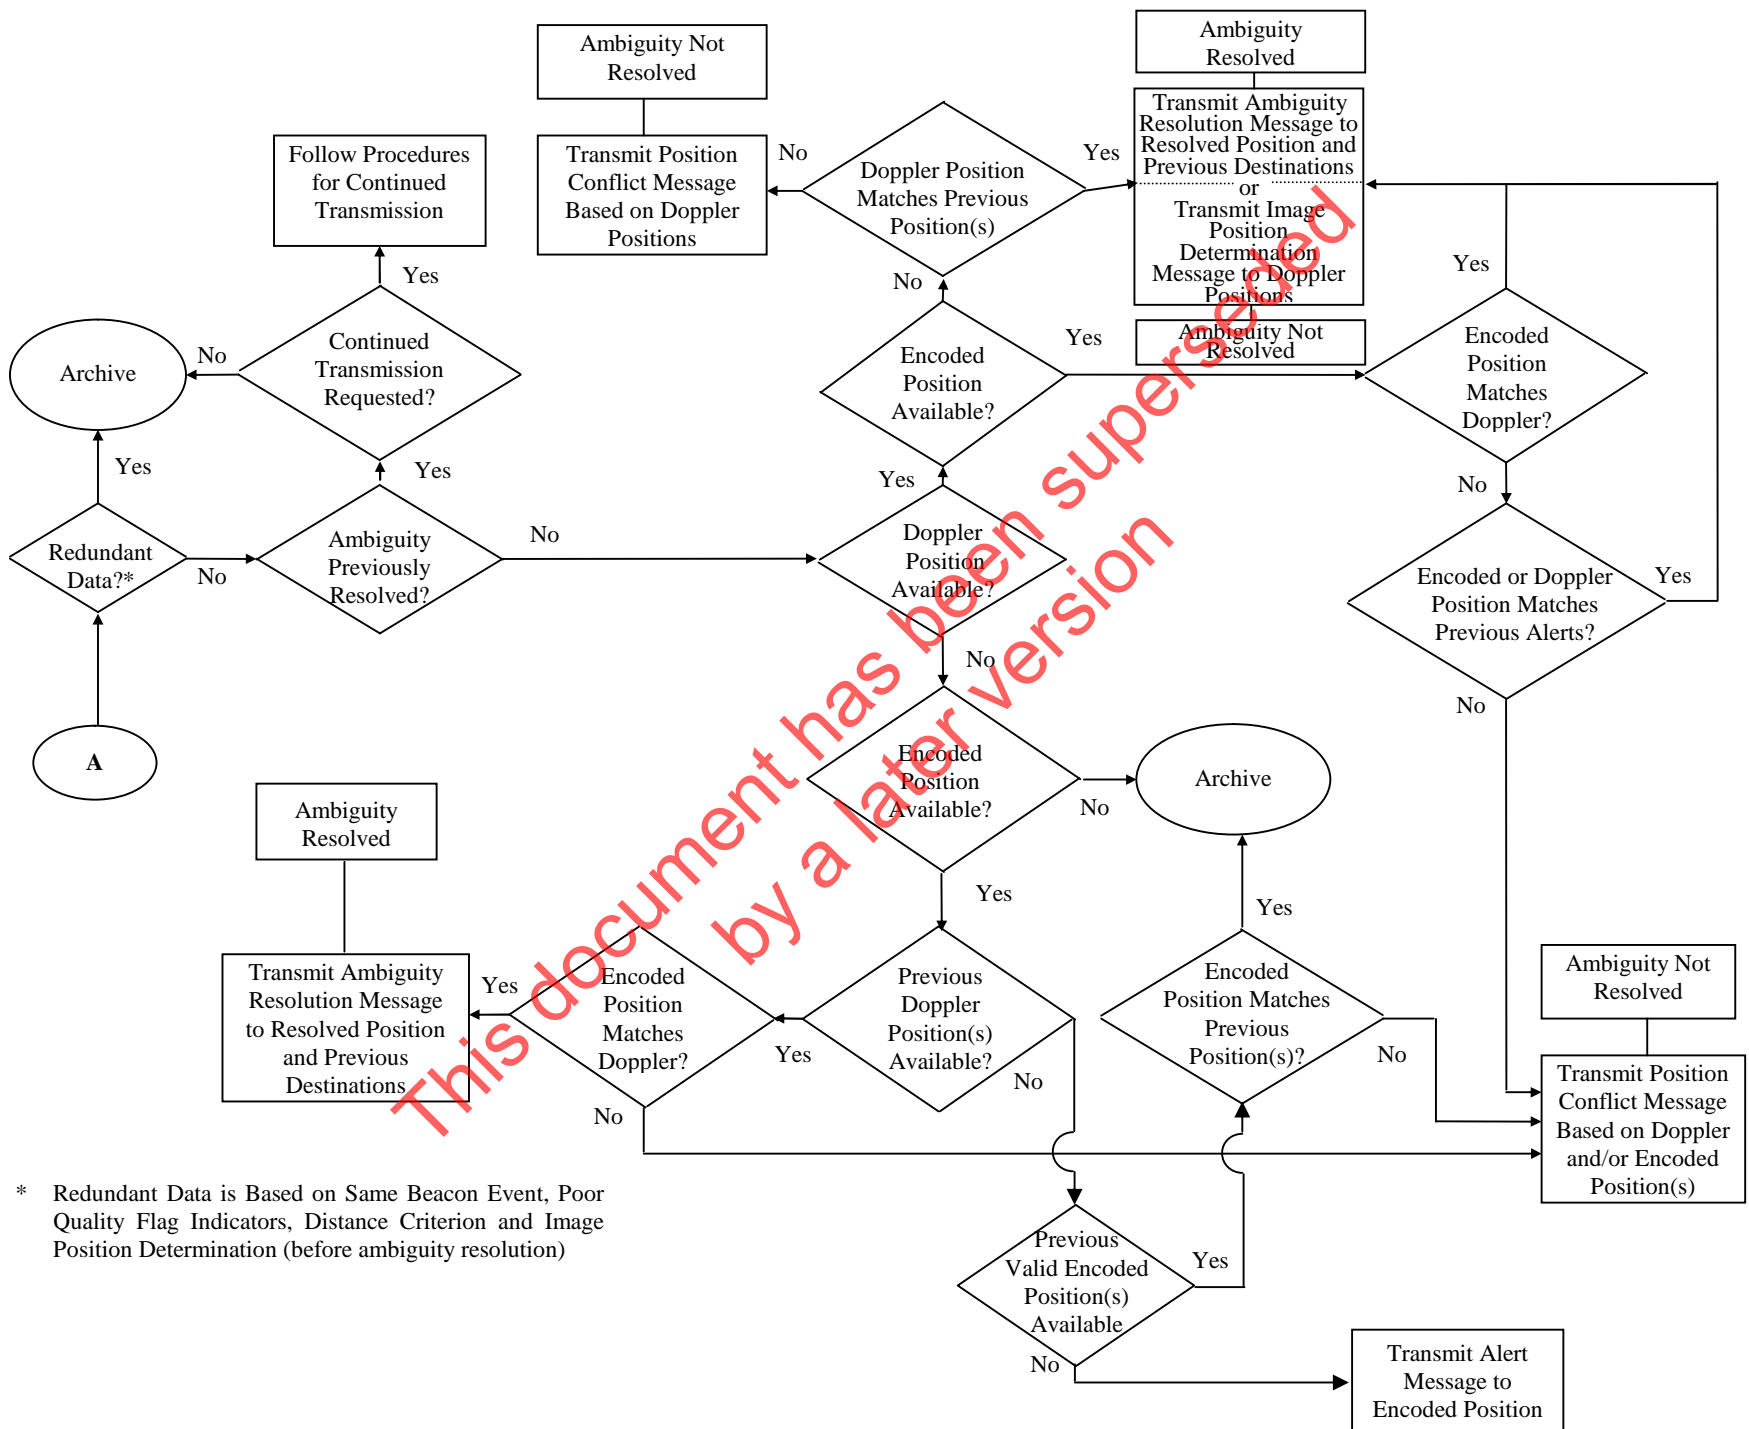 Ambiguity Not
Resolved
Ambiguity
Resolved
Follow Procedures
for Continued
Transmission
Transmit Position
Conflict Message
Based on Doppler
Positions
No
Doppler Position
Matches Previous
Position(s)
Yes
Transmit Ambiguity
Resolution Message to
Resolved Position and
Previous Destinations
or
Transmit Image
Position
Determination
Message to Doppler
Positions
Ambiguity Not
Resolved
Yes
No
Yes
Archive
No
Continued
Transmission
Requested?
Encoded
Position
Available?
Yes
Encoded
Position
Matches
Doppler?
Yes
Yes
Yes
No
Redundant
Data?*
No
Ambiguity
Previously
Resolved?
No
Doppler
Position
Available?
Encoded or Doppler
Position Matches
Previous Alerts?
Yes
No
No
A
Encoded
Position
Available?
No
Archive
Ambiguity
Resolved
Yes
Yes
Transmit Ambiguity
Resolution Message
to Resolved Position
and Previous
Destinations
Yes
Encoded
Position
Matches
Doppler?
Yes
Previous
Doppler
Position(s)
Available?
No
Encoded
Position Matches
Previous
Position(s)?
No
Ambiguity Not
Resolved
Transmit Position
Conflict Message
Based on Doppler
and/or Encoded
Position(s)
No
* Redundant Data is Based on Same Beacon Event, Poor
Quality Flag Indicators, Distance Criterion and Image
Position Determination (before ambiguity resolution)
Previous
Valid Encoded
Position(s)
Available
Yes
No
Transmit Alert
Message to
Encoded Position
This document has been superseded
by a later version